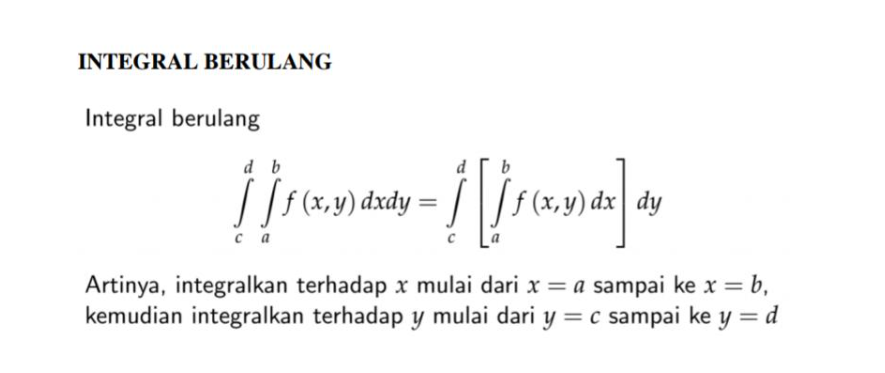 INTEGRAL BERULANG
Integral berulang
\int_c^d \int_a^b f(x,y) dxdy = \int_c^d \left[ \int_a^b f(x,y) dx \right] dy
Artinya, integralkan terhadap x mulai dari x = a sampai ke x = b,
kemudian integralkan terhadap y mulai dari y = c sampai ke y = d